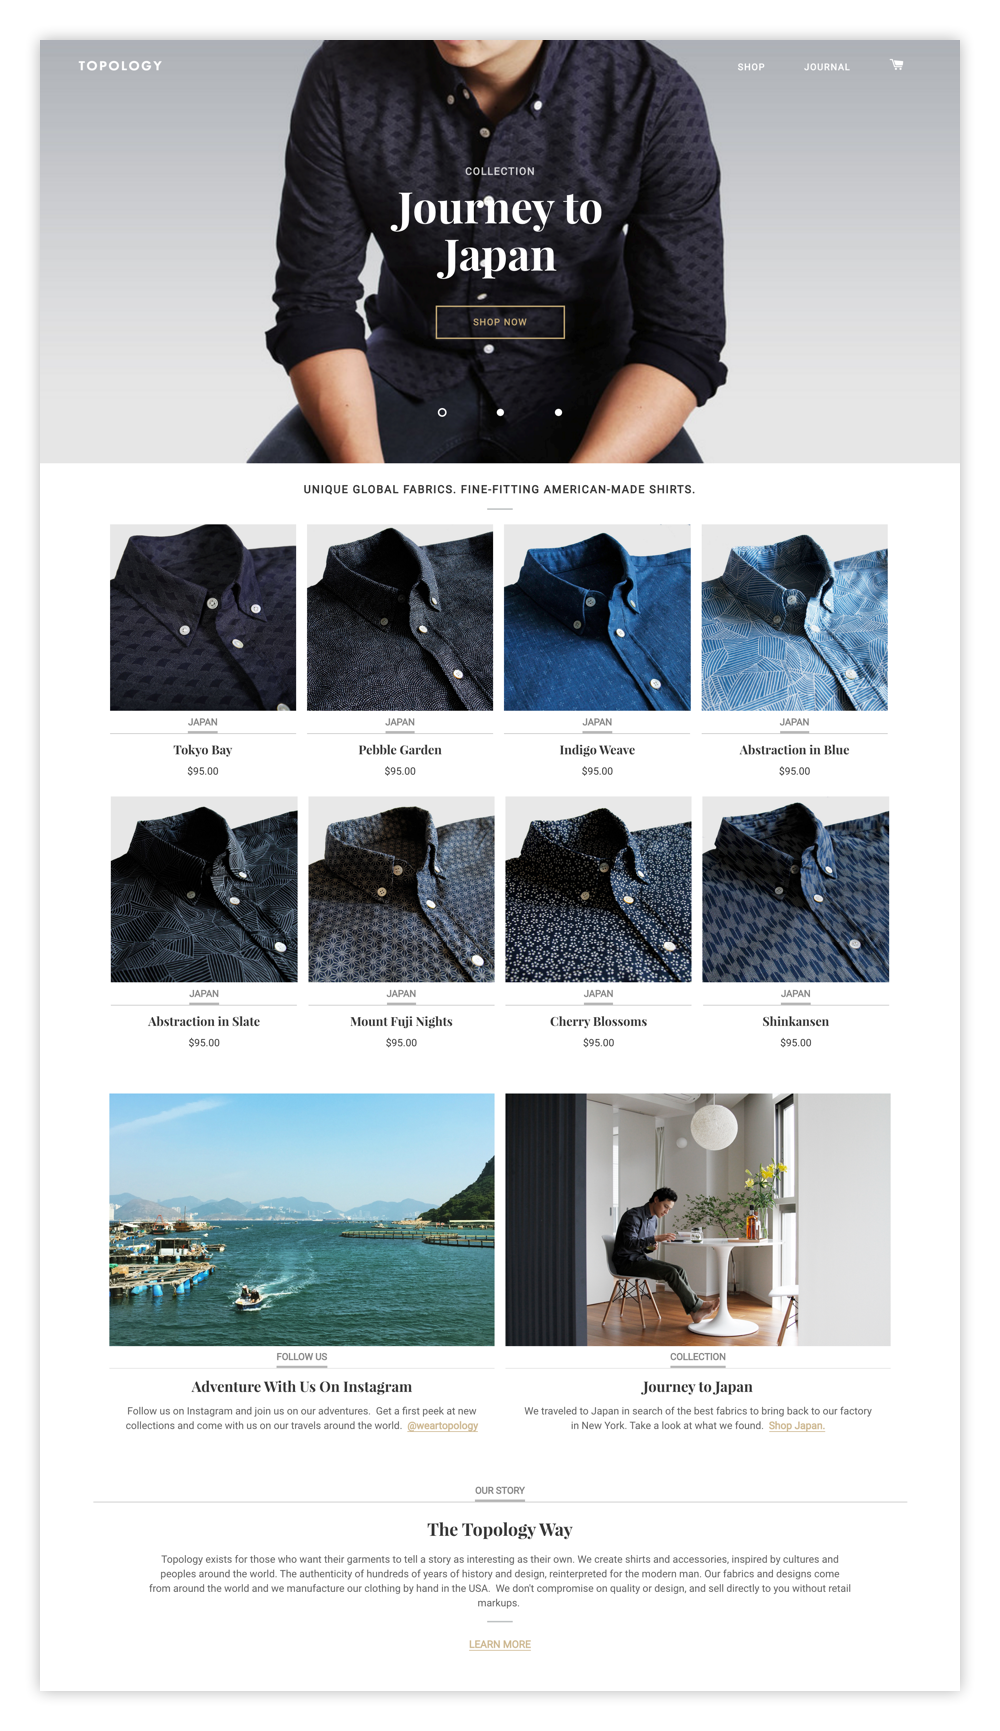 TOPOLOGY
SHOP
JOURNAL
COLLECTION
Journey to
Japan
SHOP NOW
UNIQUE GLOBAL FABRICS. FINE-FITTING AMERICAN-MADE SHIRTS.
JAPAN
Tokyo Bay
$95.00
JAPAN
Pebble Garden
$95.00
JAPAN
Indigo Weave
$95.00
JAPAN
Abstraction in Blue
$95.00
JAPAN
Abstraction in Slate
$95.00
JAPAN
Mount Fuji Nights
$95.00
JAPAN
Cherry Blossoms
$95.00
JAPAN
Shinkansen
$95.00
FOLLOW US
Adventure With Us On Instagram
Follow us on Instagram and join us on our adventures.  Get a first peek at new
collections and come with us on our travels around the world.  @weartopology
COLLECTION
Journey to Japan
We traveled to Japan in search of the best fabrics to bring back to our factory
in New York. Take a look at what we found.  Shop Japan.
OUR STORY
The Topology Way
Topology exists for those who want their garments to tell a story as interesting as their own. We create shirts and accessories, inspired by cultures and
peoples around the world. The authenticity of hundreds of years of history and design, reinterpreted for the modern man. Our fabrics and designs come
from around the world and we manufacture our clothing by hand in the USA.  We don't compromise on quality or design, and sell directly to you without retail
markups.
LEARN MORE